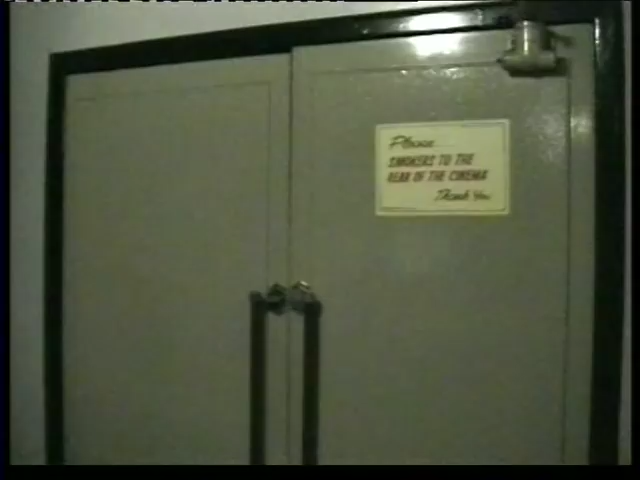 Please
SMOKERS TO THE
REAR OF THE CINEMA
Thank You